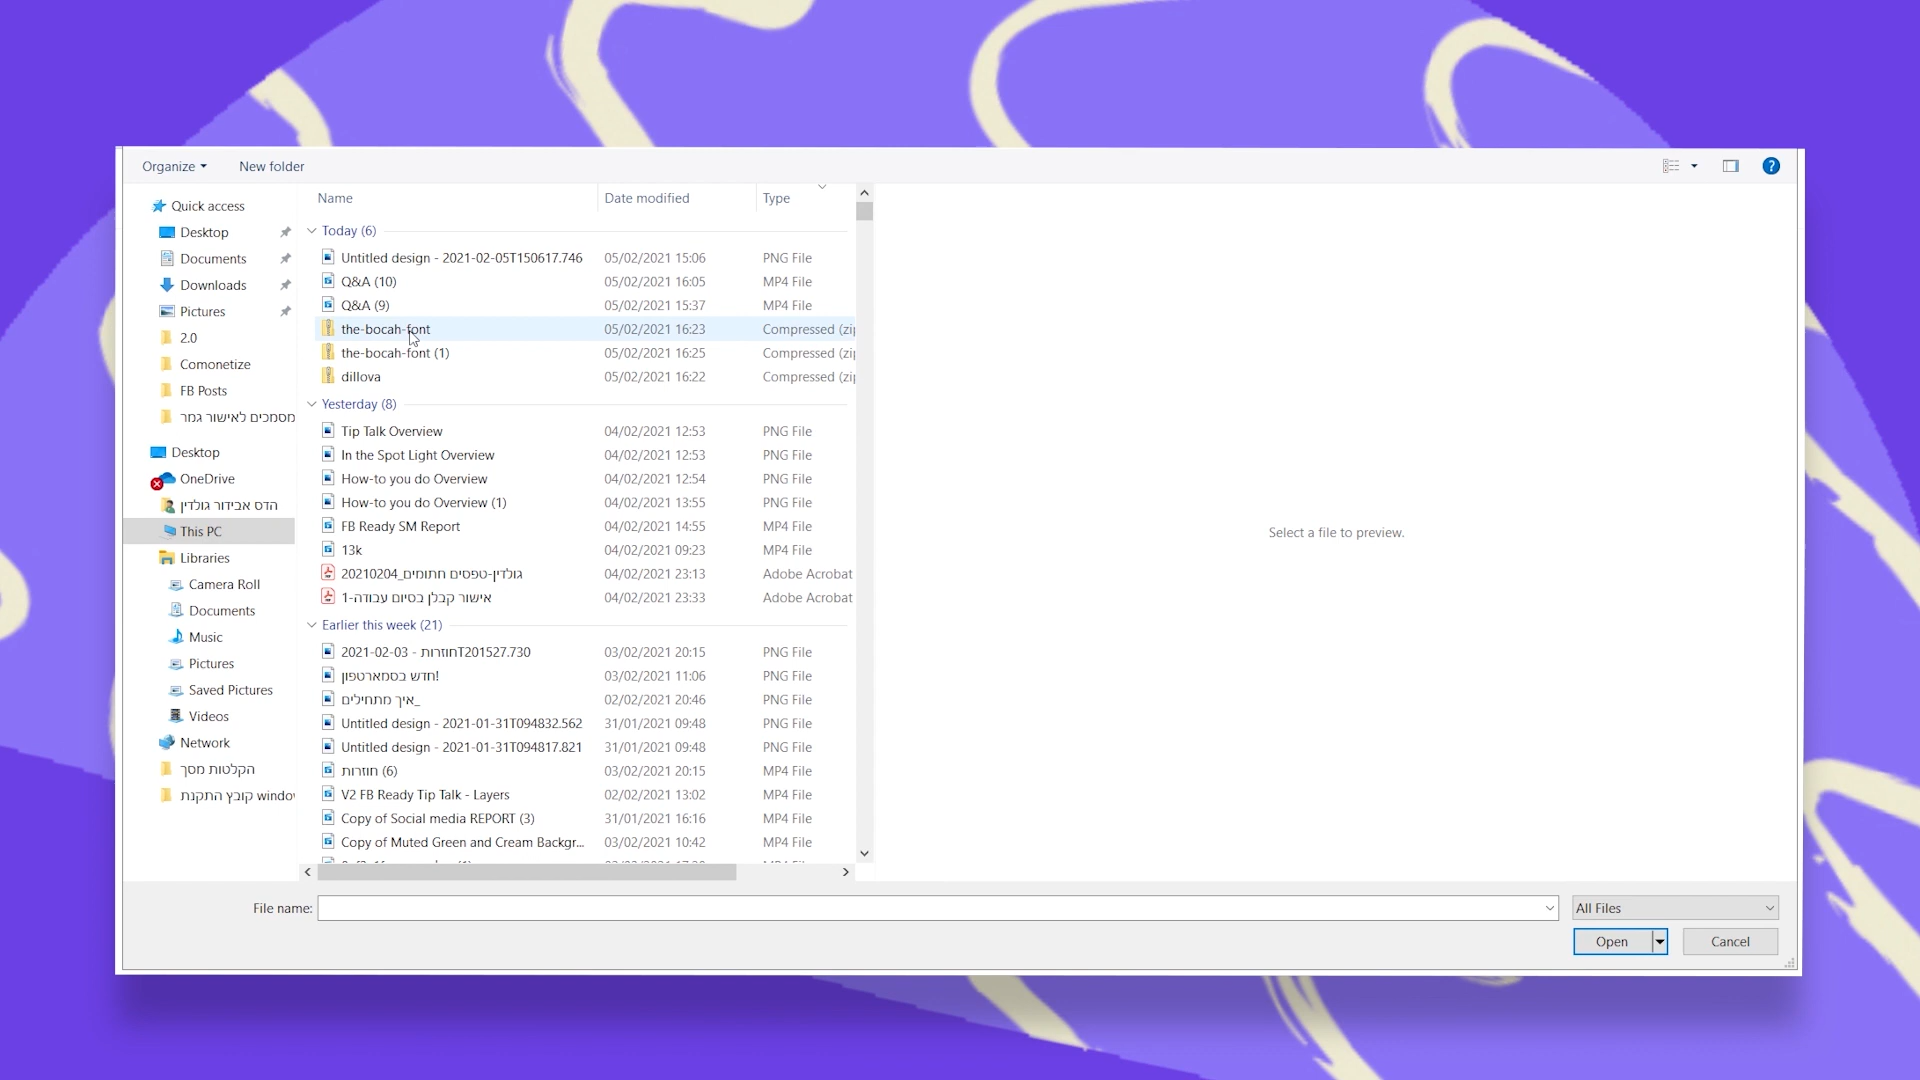 Organize
New folder
Name
Date modified
Type
Quick access
Desktop
Documents
Downloads
Pictures
2.0
Comonetize
FB Posts
מסמכים לאישור גמר
Desktop
OneDrive
הדס אבידור גולדין
This PC
Libraries
Camera Roll
Documents
Music
Pictures
Saved Pictures
Videos
Network
הקלטות מסך
קובץ התקנת window
Today (6)
Untitled design - 2021-02-05T150617.746 05/02/2021 15:06 PNG File
Q&A (10) 05/02/2021 16:05 MP4 File
Q&A (9) 05/02/2021 15:37 MP4 File
the-bocah-font 05/02/2021 16:23 Compressed (zip
the-bocah-font (1) 05/02/2021 16:25 Compressed (zip
dillova 05/02/2021 16:22 Compressed (zip
Yesterday (8)
Tip Talk Overview 04/02/2021 12:53 PNG File
In the Spot Light Overview 04/02/2021 12:53 PNG File
How-to you do Overview 04/02/2021 12:54 PNG File
How-to you do Overview (1) 04/02/2021 13:55 PNG File
FB Ready SM Report 04/02/2021 14:55 MP4 File
13k 04/02/2021 09:23 MP4 File
20210204_גולדין-טפסים חתומים 04/02/2021 23:13 Adobe Acrobat
אישור קבלן בסיום עבודה-1 04/02/2021 23:33 Adobe Acrobat
Earlier this week (21)
2021-02-03 - חוזרותT201527.730 03/02/2021 20:15 PNG File
חדש בסמארטפון! 03/02/2021 11:06 PNG File
איך מתחילים_ 02/02/2021 20:46 PNG File
Untitled design - 2021-01-31T094832.562 31/01/2021 09:48 PNG File
Untitled design - 2021-01-31T094817.821 31/01/2021 09:48 PNG File
חוזרות (6) 03/02/2021 20:15 MP4 File
V2 FB Ready Tip Talk - Layers 02/02/2021 13:02 MP4 File
Copy of Social media REPORT (3) 31/01/2021 16:16 MP4 File
Copy of Muted Green and Cream Backgr... 03/02/2021 10:42 MP4 File
Select a file to preview.
File name:
All Files
Open
Cancel